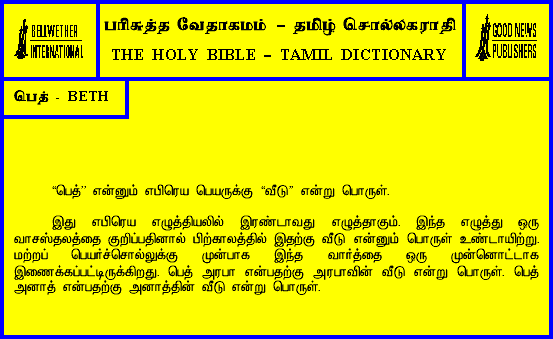 BELLWETHER
INTERNATIONAL
பரிசுத்த வேதாகமம் – தமிழ் சொல்லகராதி
THE HOLY BIBLE – TAMIL DICTIONARY
GOOD NEWS
PUBLISHERS
பெத் - BETH
“பெத்” என்னும் எபிரெய பெயருக்கு “வீடு” என்று பொருள்.
இது எபிரெய எழுத்தியலில் இரண்டாவது எழுத்தாகும். இந்த எழுத்து ஒரு
வாசஸ்தலத்தை குறிப்பதினால் பிற்காலத்தில் இதற்கு வீடு என்னும் பொருள் உண்டாயிற்று.
மற்றப் பெயர்ச்சொல்லுக்கு முன்பாக இந்த வார்த்தை ஒரு முன்னொட்டாக
இணைக்கப்பட்டிருக்கிறது. பெத் அரபா என்பதற்கு அரபாவின் வீடு என்று பொருள். பெத்
அனாத் என்பதற்கு அனாத்தின் வீடு என்று பொருள்.